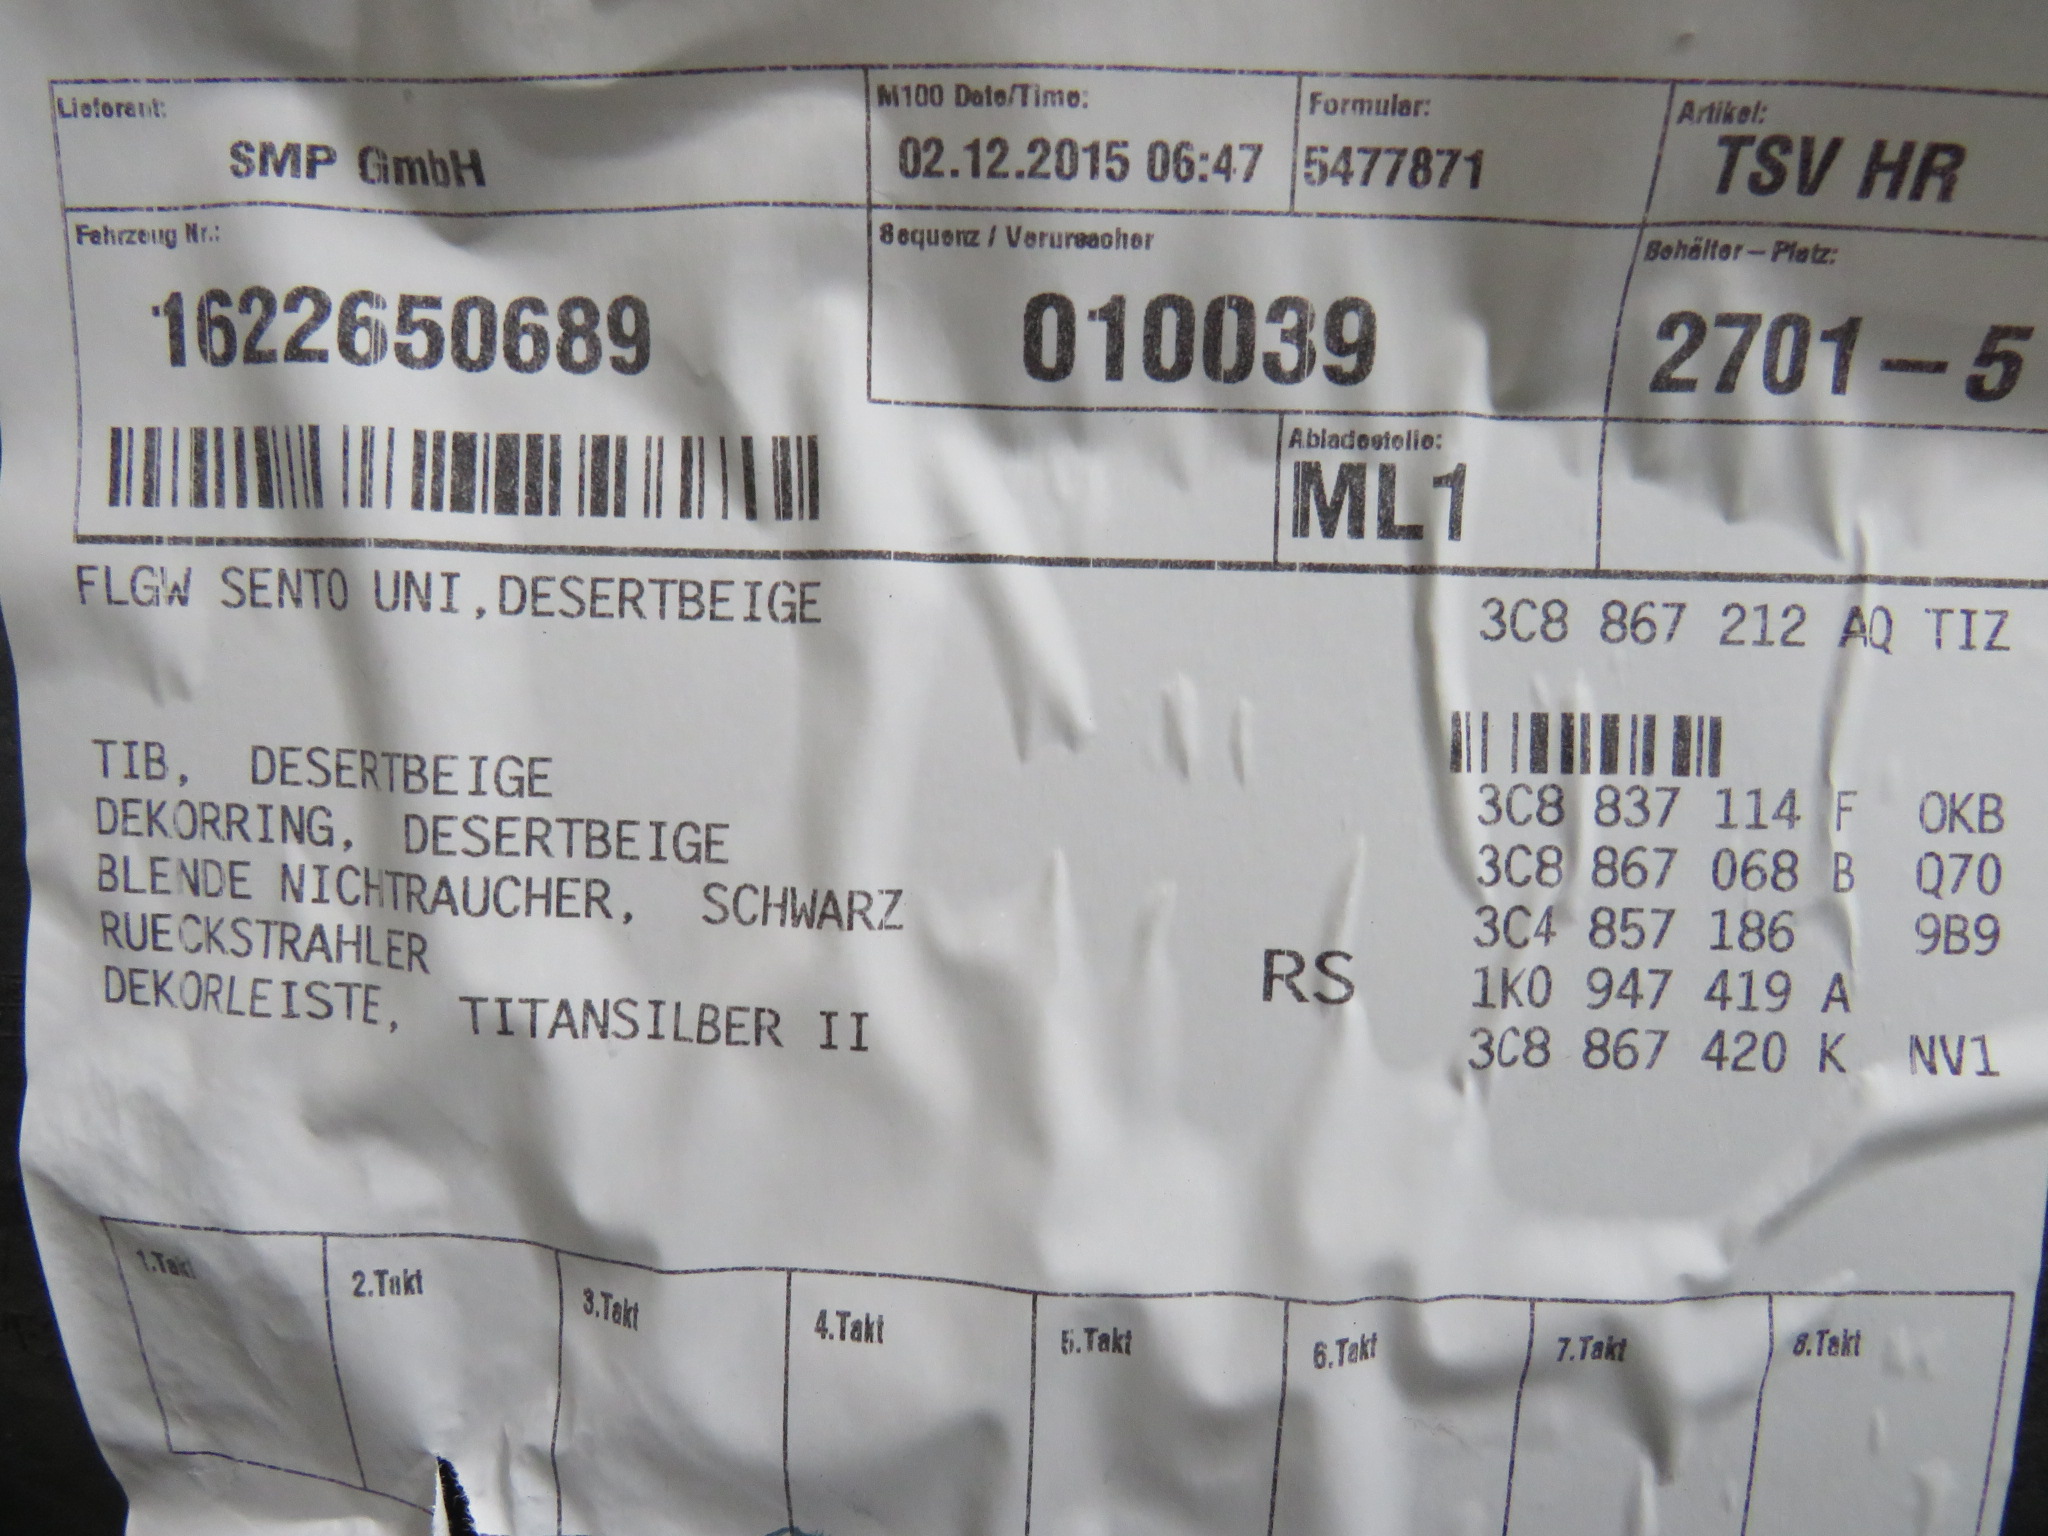 Lieferant:
SMP GmbH
M100 Date/Time:
02.12.2015 06:47
Formular:
5477871
Artikel:
TSV HR
Fahrzeug Nr.:
1622650689
Sequenz / Verursacher
010039
Behälter – Platz:
2701 – 5
Abladestelle:
ML1
FLGW SENTO UNI,DESERTBEIGE 3C8 867 212 AQ TIZ
TIB, DESERTBEIGE 3C8 837 114 F OKB
DEKORRING, DESERTBEIGE 3C8 867 068 B Q70
BLENDE NICHTRAUCHER, SCHWARZ 3C4 857 186 9B9
RUECKSTRAHLER RS 1K0 947 419 A
DEKORLEISTE, TITANSILBER II 3C8 867 420 K NV1
1.Takt
2.Takt
3.Takt
4.Takt
5.Takt
6.Takt
7.Takt
8.Takt